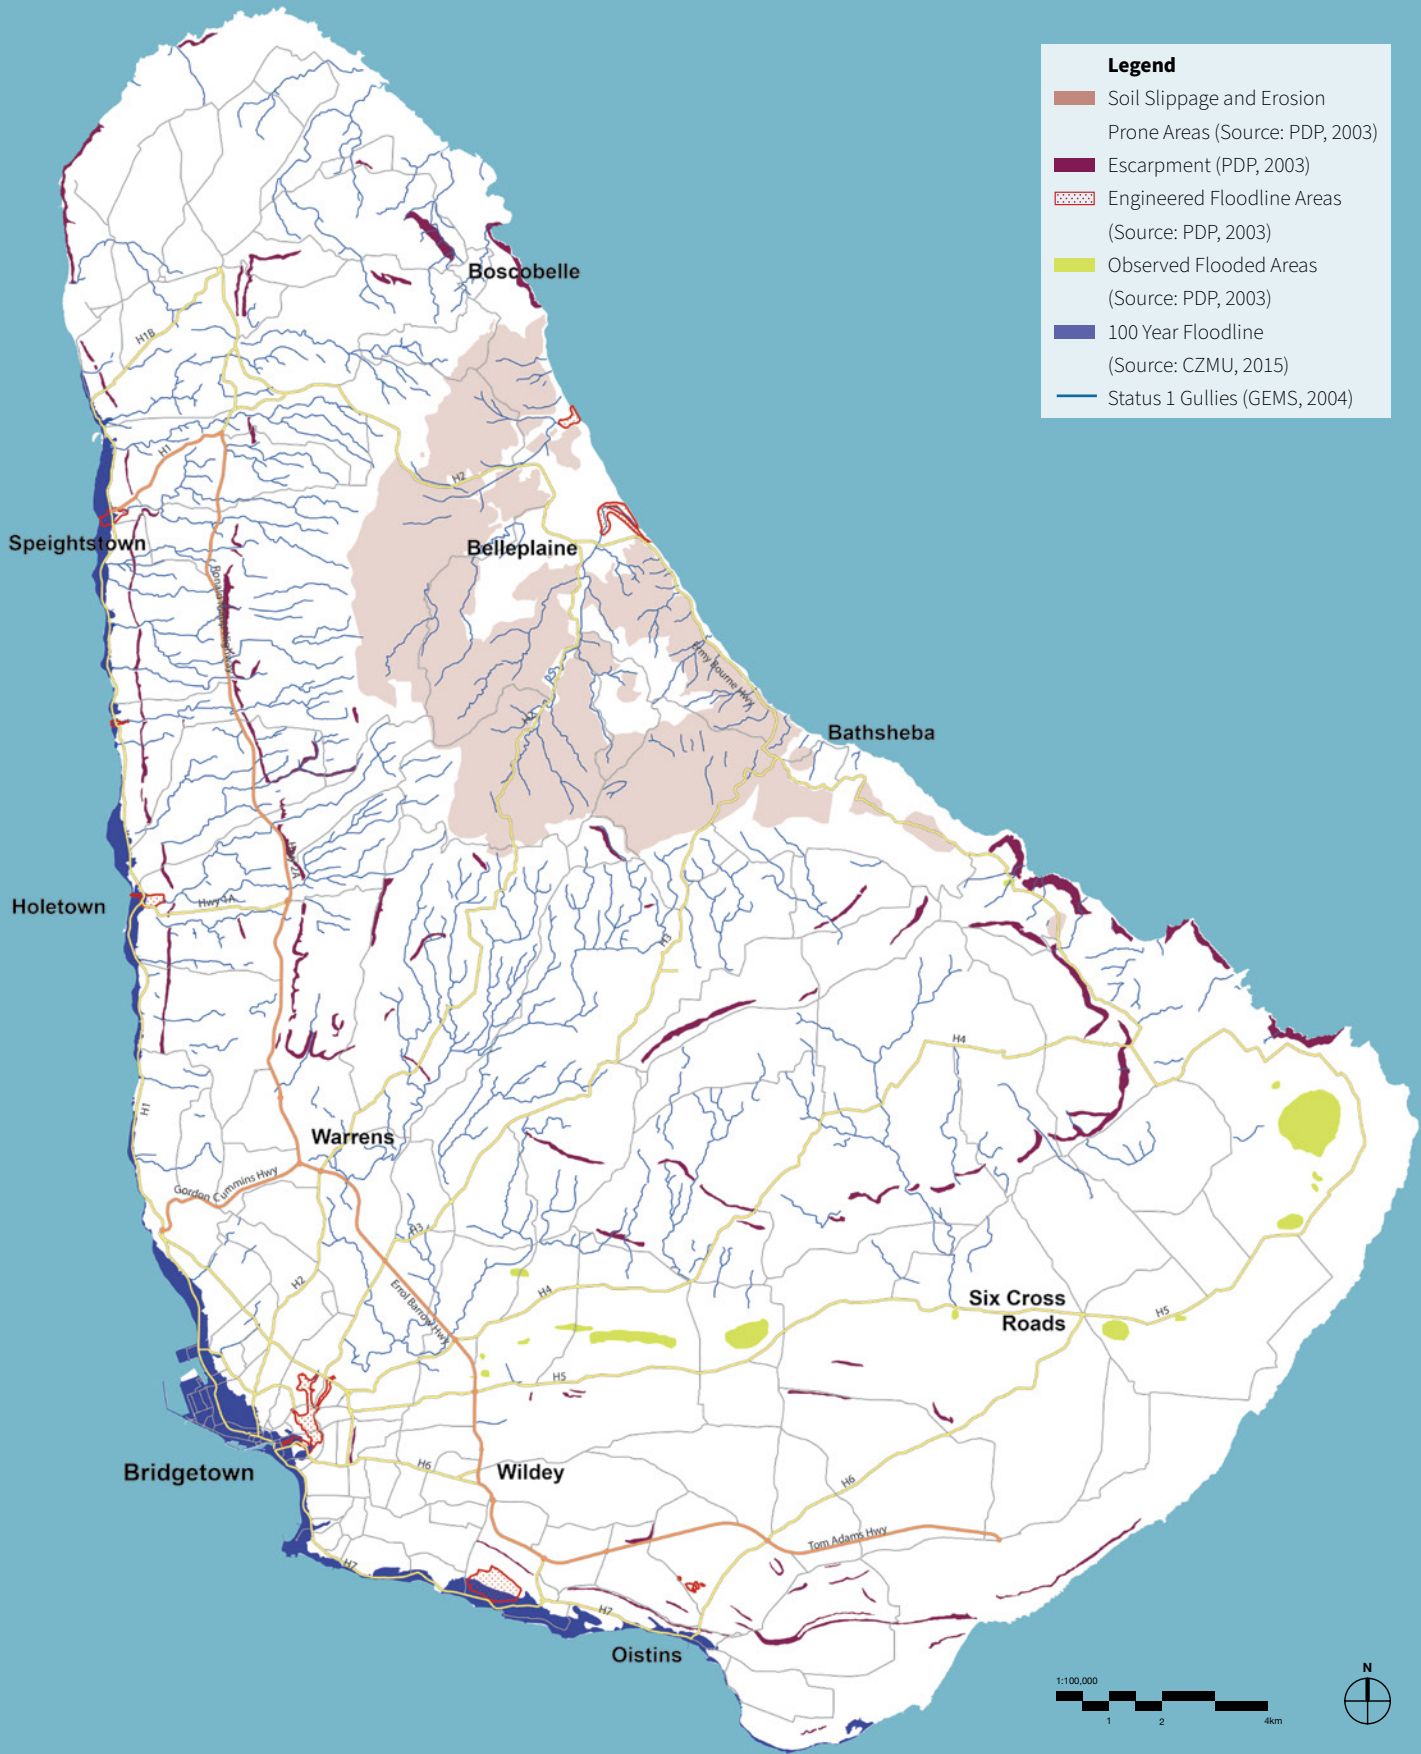 Legend
Soil Slippage and Erosion
Prone Areas (Source: PDP, 2003)
Escarpment (PDP, 2003)
Engineered Floodline Areas
(Source: PDP, 2003)
Observed Flooded Areas
(Source: PDP, 2003)
100 Year Floodline
(Source: CZMU, 2015)
Status 1 Gullies (GEMS, 2004)
Boscobelle
H1B
H1
H2
Speightstown
Belleplaine
Ermy Bourne Hwy
Bathsheba
Holetown
Hwy 1A
H3
H4
H1
Warrens
Gordon Cummins Hwy
H3
H2
Errol Barrow Hwy
H4
Six Cross
Roads
H5
H5
Bridgetown
H6
Wildey
H6
Tom Adams Hwy
H7
H7
Oistins
1:100,000
1
2
4km
N